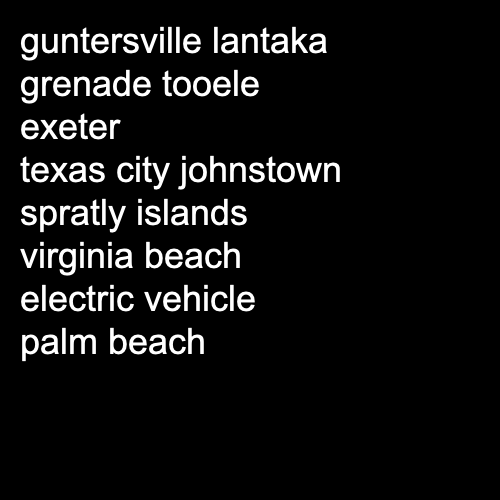 guntersville lantaka
grenade tooele
exeter
texas city johnstown
spratly islands
virginia beach
electric vehicle
palm beach